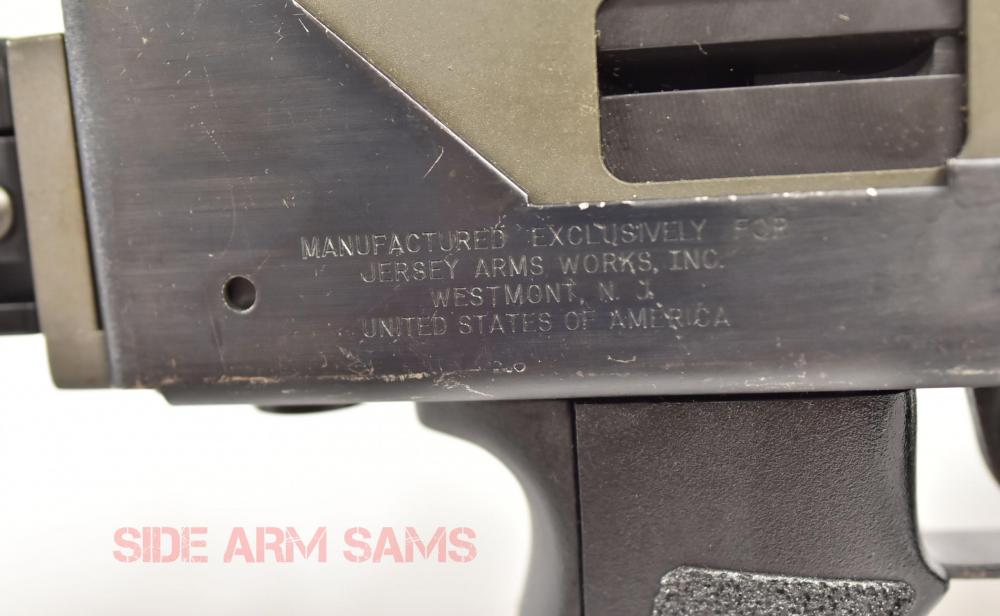 MANUFACTURED EXCLUSIVELY FOR
JERSEY ARMS WORKS, INC.
WESTMONT, N. J.
UNITED STATES OF AMERICA
SIDE ARM SAMS